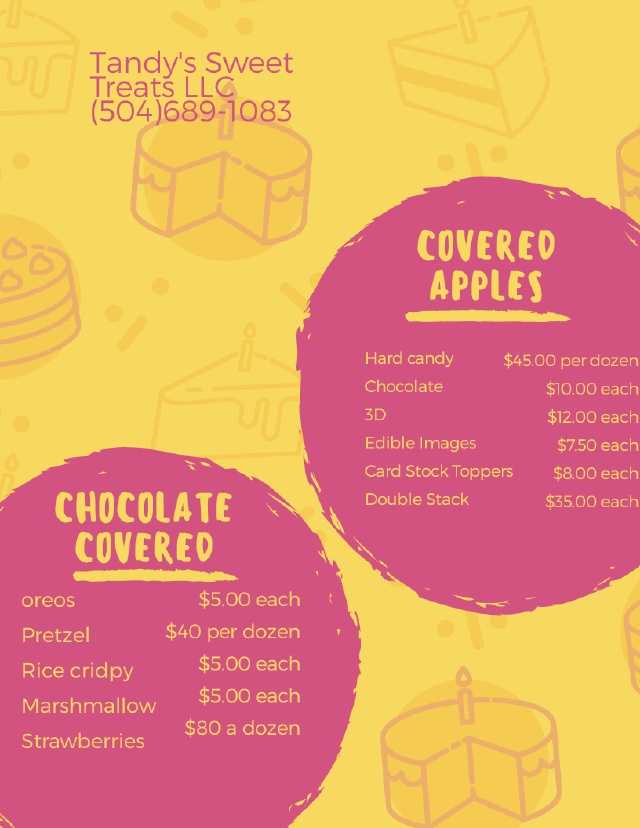 Tandy's Sweet
Treats LLC
(504)689-1083
COVERED
APPLES
Hard candy $45.00 per dozen
Chocolate $10.00 each
3D $12.00 each
Edible Images $7.50 each
Card Stock Toppers $8.00 each
Double Stack $35.00 each
CHOCOLATE
COVERED
oreos $5.00 each
Pretzel $40 per dozen
Rice cridpy $5.00 each
Marshmallow $5.00 each
Strawberries $80 a dozen